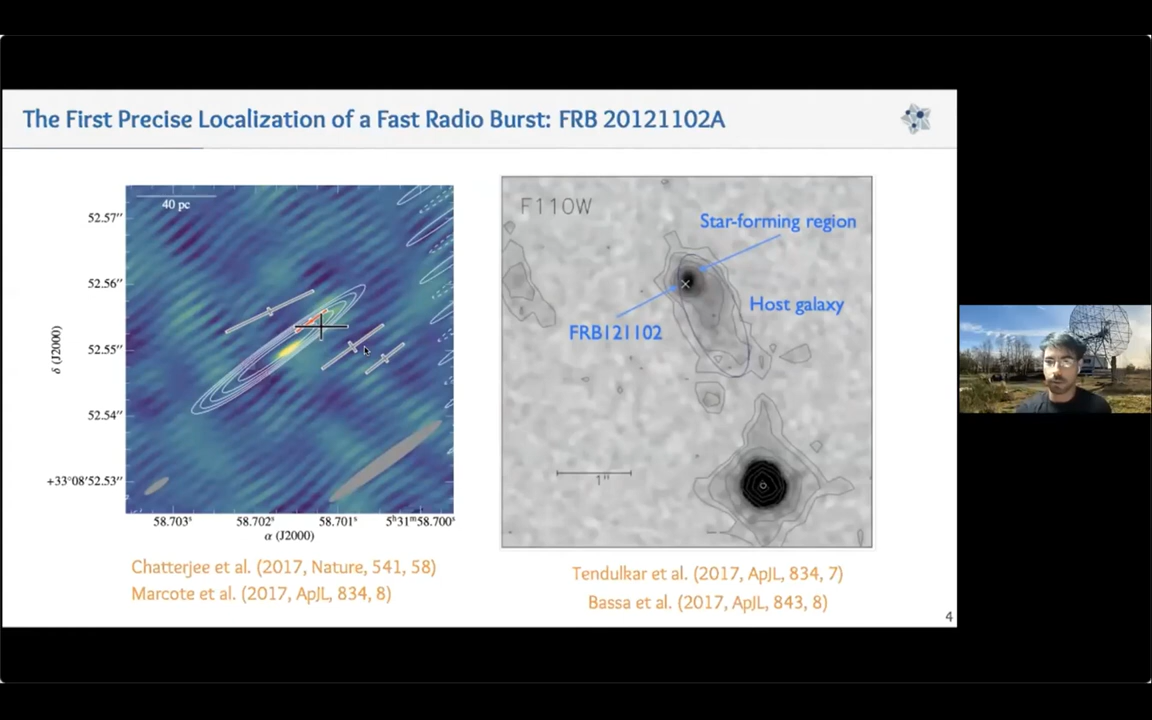 The First Precise Localization of a Fast Radio Burst: FRB 20121102A
40 pc
52.57″
52.56″
52.55″
52.54″
+33°08′52.53″
δ (J2000)
58.703ˢ
58.702ˢ
58.701ˢ
5ʰ31ᵐ58.700ˢ
α (J2000)
Chatterjee et al. (2017, Nature, 541, 58)
Marcote et al. (2017, ApJL, 834, 8)
F110W
Star-forming region
Host galaxy
FRB121102
1″
Tendulkar et al. (2017, ApJL, 834, 7)
Bassa et al. (2017, ApJL, 843, 8)
4